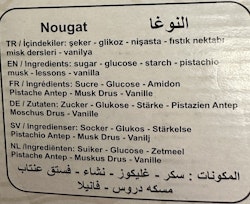 Nougat النوغا
TR / İçindekiler: şeker - glikoz - nişasta - fıstık nektabı
misk dersleri - vanilya
EN / Ingredients: sugar - glucose - starch - pistachio
musk - lessons - vanilla
FR / Ingrédients: Sucre - Glucose - Amidon
Pistache Antep - Musk Drus - Vanille
DE / Zutaten: Zucker - Glukose - Stärke - Pistazien Antep
Moschus Drus - Vanille
SV / Ingredienser: Socker - Glukos - Stärkelse
Pistachio Antep - Musk Drus - Vanilj
NL /Ingrediënten: Suiker - Glucose - Zetmeel
Pistache Antep - Muskus Drus - Vanille
المكونات : سكر - غليكوز - نشاء - فستق عنتاب
مسكه دروس - فانيلا